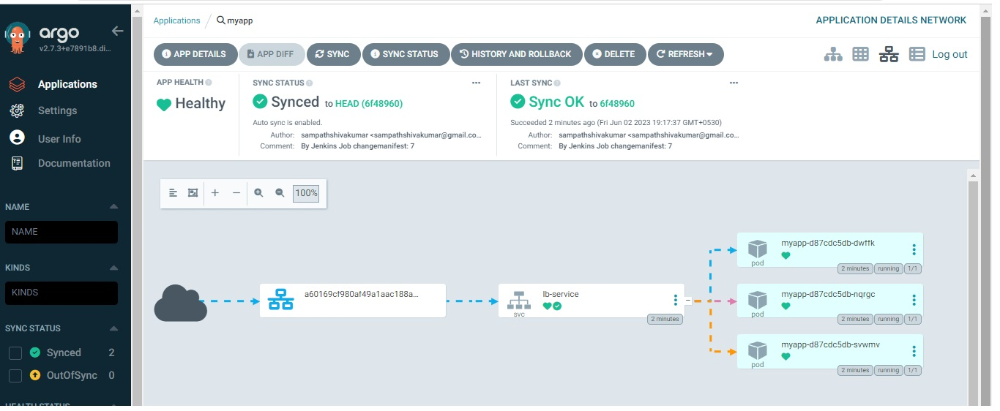 argo
v2.7.3+e7891b8.di...
Applications
Settings
User Info
Documentation
NAME
NAME
KINDS
KINDS
SYNC STATUS
Synced 2
OutOfSync 0
HEALTH STATUS
Applications / myapp
APPLICATION DETAILS NETWORK
APP DETAILS APP DIFF SYNC SYNC STATUS HISTORY AND ROLLBACK DELETE REFRESH
Log out
APP HEALTH
Healthy
SYNC STATUS
Synced to HEAD (6f48960)
Auto sync is enabled.
Author: sampathshivakumar <sampathshivakumar@gmail.co...
Comment: By Jenkins Job changemanifest: 7
LAST SYNC
Sync OK to 6f48960
Succeeded 2 minutes ago (Fri Jun 02 2023 19:17:37 GMT+0530)
Author: sampathshivakumar <sampathshivakumar@gmail.co...
Comment: By Jenkins Job changemanifest: 7
100%
a60169cf980af49a1aac188a...
lb-service
svc
2 minutes
myapp-d87cdc5db-dwffk
pod
2 minutes running 1/1
myapp-d87cdc5db-nqrgc
pod
2 minutes running 1/1
myapp-d87cdc5db-svwmv
pod
2 minutes running 1/1